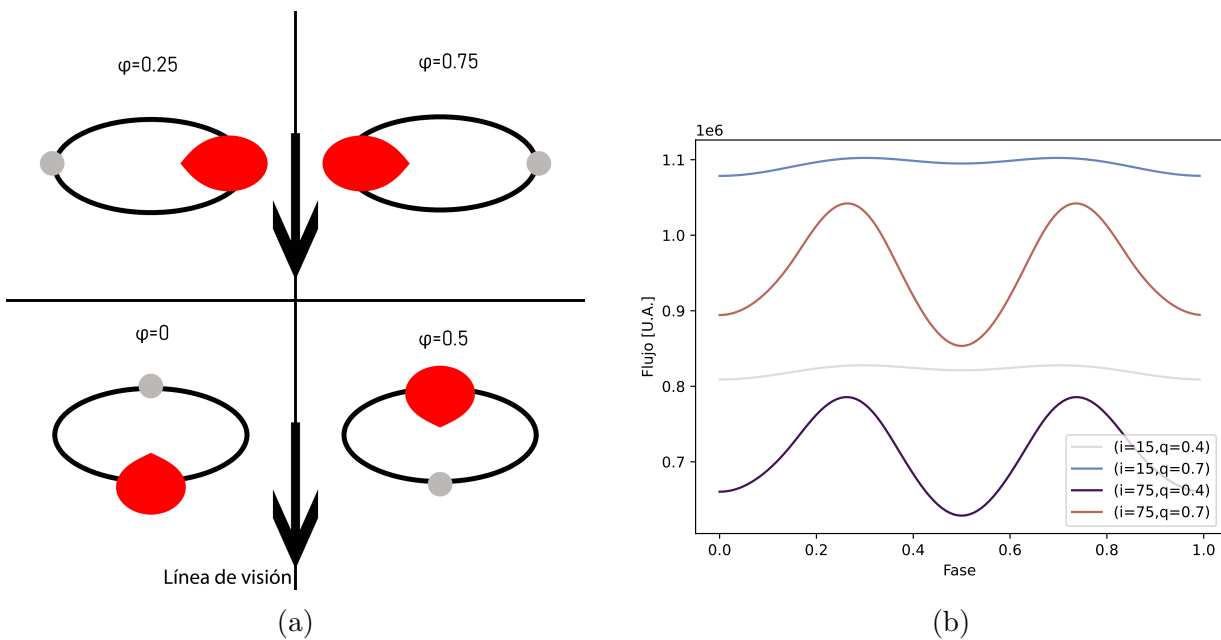 φ=0.25
φ=0.75
φ=0
φ=0.5
Línea de visión
(a)
1e6
1.1
1.0
0.9
0.8
0.7
Flujo [U.A.]
(i=15,q=0.4)
(i=15,q=0.7)
(i=75,q=0.4)
(i=75,q=0.7)
0.0 0.2 0.4 0.6 0.8 1.0
Fase
(b)